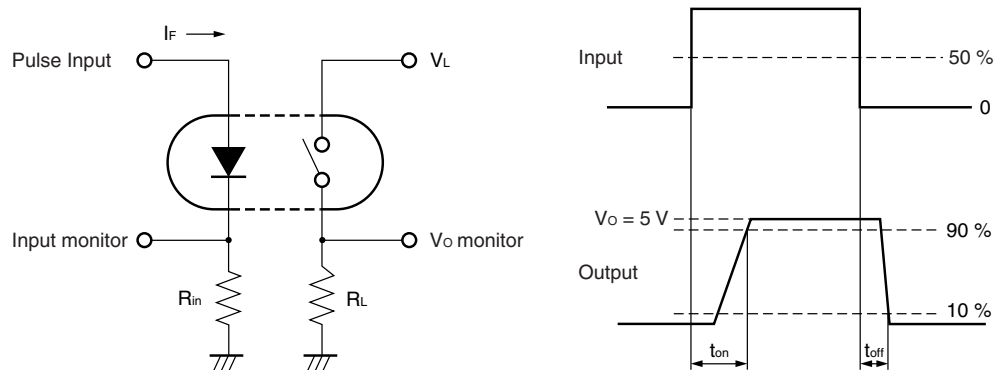 IF
Pulse Input
VL
Input monitor
VO monitor
Rin
RL
Input
50 %
0
VO = 5 V
90 %
Output
10 %
ton
toff